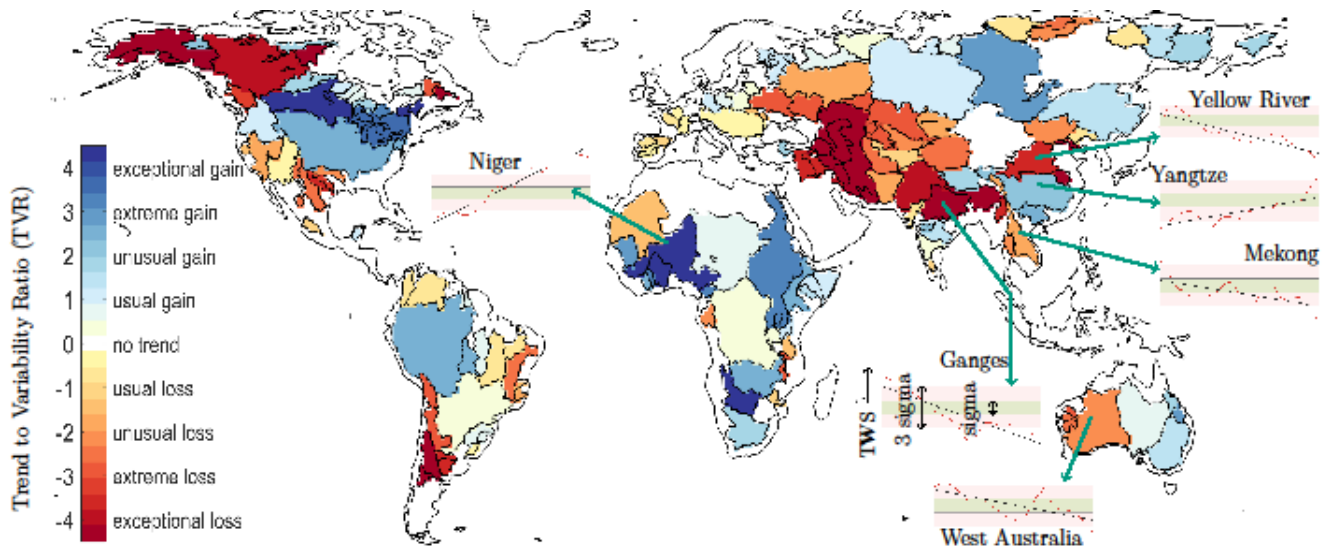 Yellow River
Niger
Yangtze
Mekong
Ganges
TWS
3 sigma
sigma
West Australia
Trend to Variability Ratio (TVR)
4
exceptional gain
3
extreme gain
2
unusual gain
1
usual gain
0
no trend
-1
usual loss
-2
unusual loss
-3
extreme loss
-4
exceptional loss